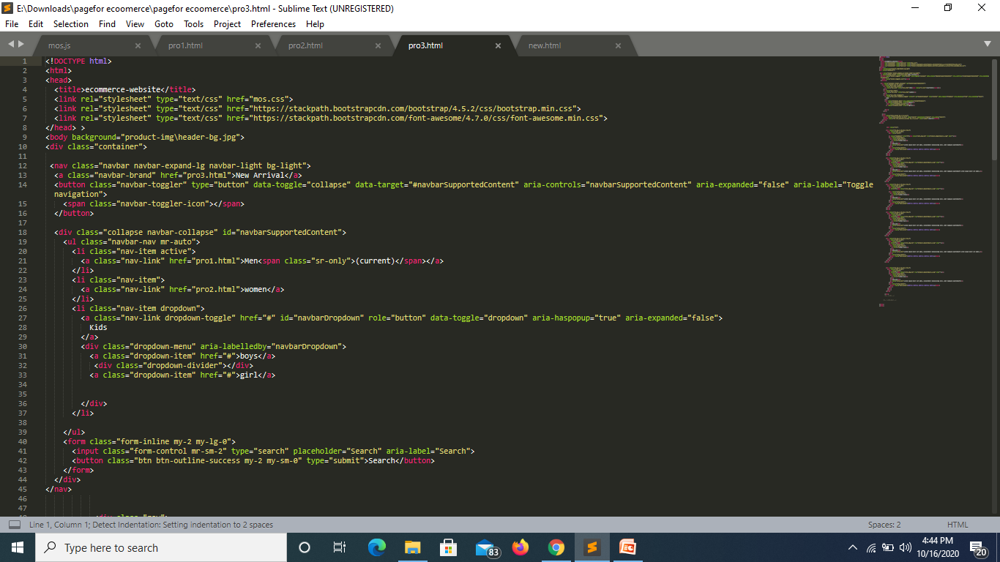 E:\Downloads\pagefor ecoomerce\pagefor ecoomerce\pro3.html - Sublime Text (UNREGISTERED)
File Edit Selection Find View Goto Tools Project Preferences Help
mos.js pro1.html pro2.html pro3.html new.html
1 <!DOCTYPE html>
2 <html>
3 <head>
4 <title>ecommerce-website</title>
5 <link rel="stylesheet" type="text/css" href="mos.css">
6 <link rel="stylesheet" type="text/css" href="https://stackpath.bootstrapcdn.com/bootstrap/4.5.2/css/bootstrap.min.css">
7 <link rel="stylesheet" type="text/css" href="https://stackpath.bootstrapcdn.com/font-awesome/4.7.0/css/font-awesome.min.css">
8 </head> >
9 <body background="product-img\header-bg.jpg">
10 <div class="container">
11
12 <nav class="navbar navbar-expand-lg navbar-light bg-light">
13 <a class="navbar-brand" href="pro3.html">New Arrival</a>
14 <button class="navbar-toggler" type="button" data-toggle="collapse" data-target="#navbarSupportedContent" aria-controls="navbarSupportedContent" aria-expanded="false" aria-label="Toggle
navigation">
15 <span class="navbar-toggler-icon"></span>
16 </button>
17
18 <div class="collapse navbar-collapse" id="navbarSupportedContent">
19 <ul class="navbar-nav mr-auto">
20 <li class="nav-item active">
21 <a class="nav-link" href="pro1.html">Men<span class="sr-only">(current)</span></a>
22 </li>
23 <li class="nav-item">
24 <a class="nav-link" href="pro2.html">women</a>
25 </li>
26 <li class="nav-item dropdown">
27 <a class="nav-link dropdown-toggle" href="#" id="navbarDropdown" role="button" data-toggle="dropdown" aria-haspopup="true" aria-expanded="false">
28 Kids
29 </a>
30 <div class="dropdown-menu" aria-labelledby="navbarDropdown">
31 <a class="dropdown-item" href="#">boys</a>
32 <div class="dropdown-divider"></div>
33 <a class="dropdown-item" href="#">girl</a>
34
35
36 </div>
37 </li>
38
39 </ul>
40 <form class="form-inline my-2 my-lg-0">
41 <input class="form-control mr-sm-2" type="search" placeholder="Search" aria-label="Search">
42 <button class="btn btn-outline-success my-2 my-sm-0" type="submit">Search</button>
43 </form>
44 </div>
45 </nav>
46
47
Line 1, Column 1; Detect Indentation: Setting indentation to 2 spaces Spaces: 2 HTML
Type here to search 83 4:44 PM
10/16/2020 20